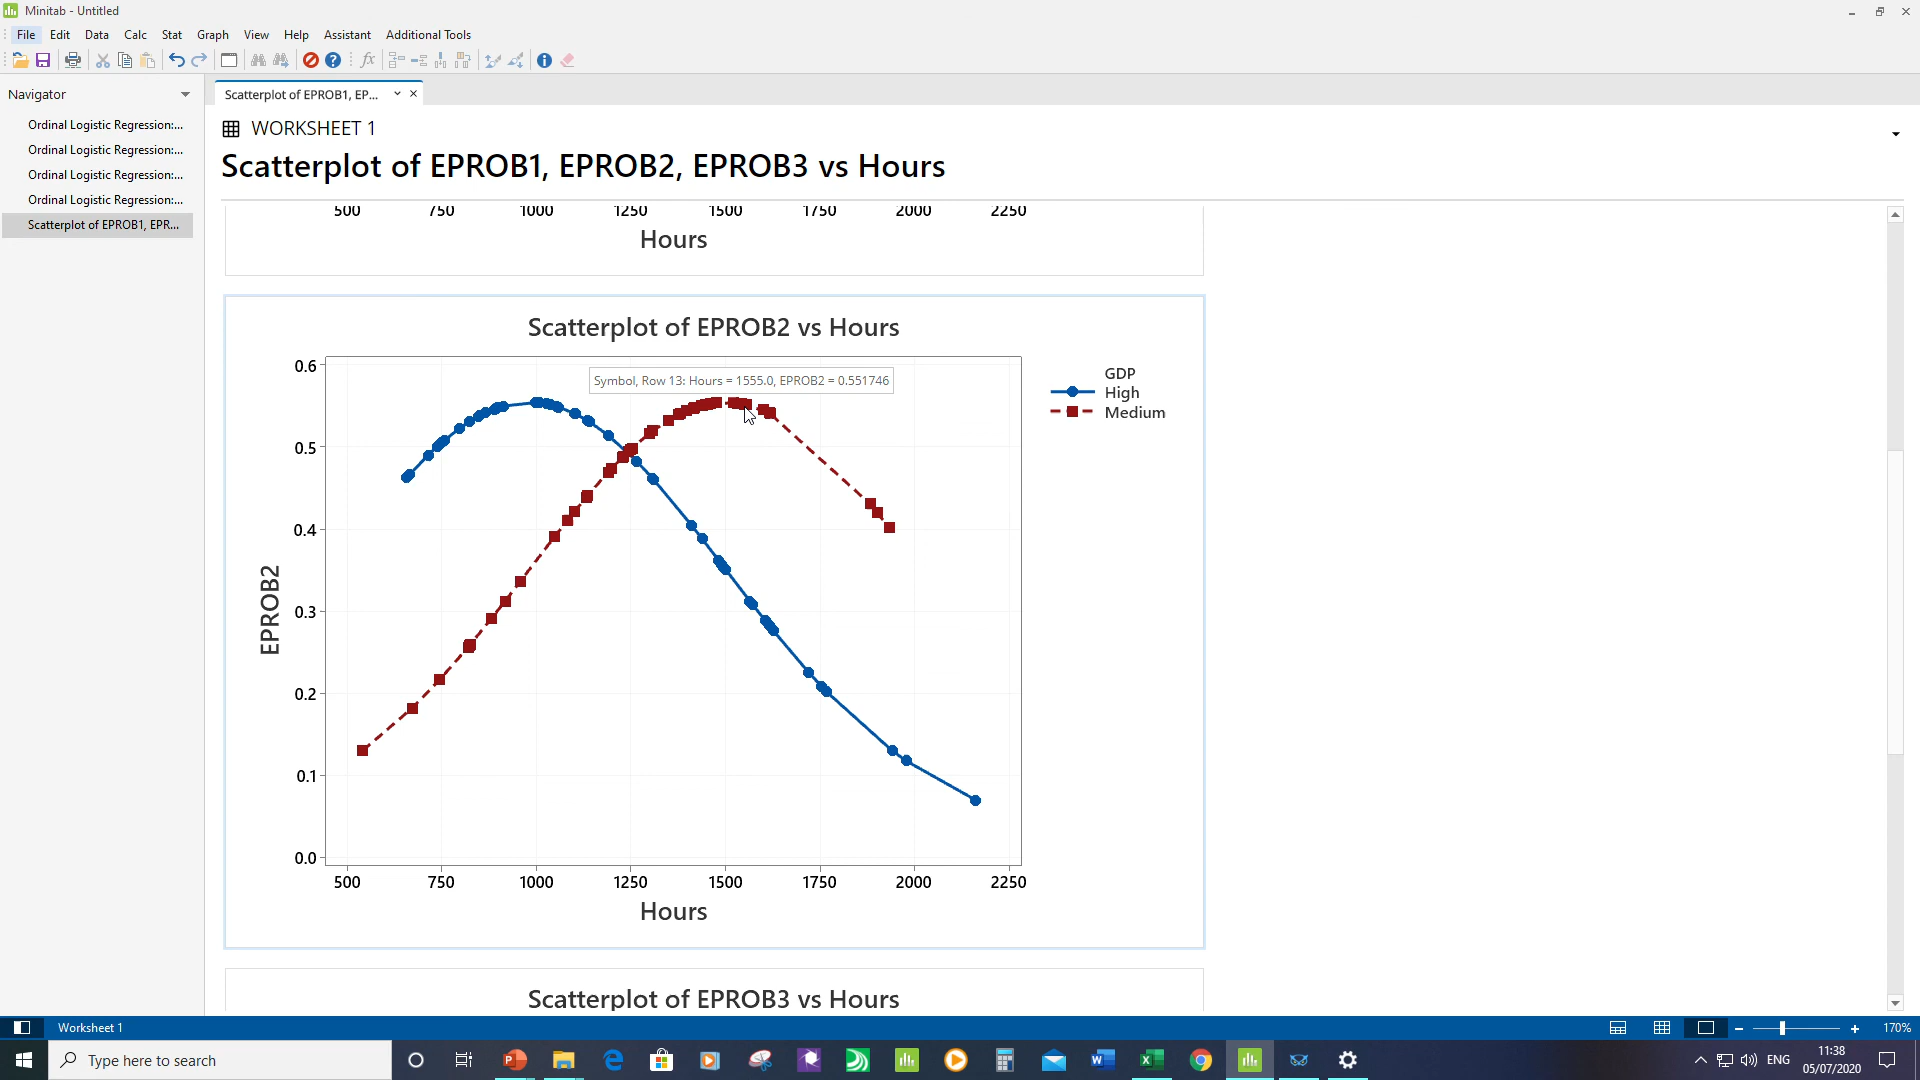 Minitab - Untitled
File Edit Data Calc Stat Graph View Help Assistant Additional Tools
Navigator
Scatterplot of EPROB1, EP...
Ordinal Logistic Regression:...
Ordinal Logistic Regression:...
Ordinal Logistic Regression:...
Ordinal Logistic Regression:...
Scatterplot of EPROB1, EPR...
WORKSHEET 1
Scatterplot of EPROB1, EPROB2, EPROB3 vs Hours
500 750 1000 1250 1500 1750 2000 2250
Hours
Scatterplot of EPROB2 vs Hours
Symbol, Row 13: Hours = 1555.0, EPROB2 = 0.551746
GDP
High
Medium
EPROB2
0.6
0.5
0.4
0.3
0.2
0.1
0.0
500 750 1000 1250 1500 1750 2000 2250
Hours
Scatterplot of EPROB3 vs Hours
Worksheet 1
170%
Type here to search
ENG
11:38
05/07/2020